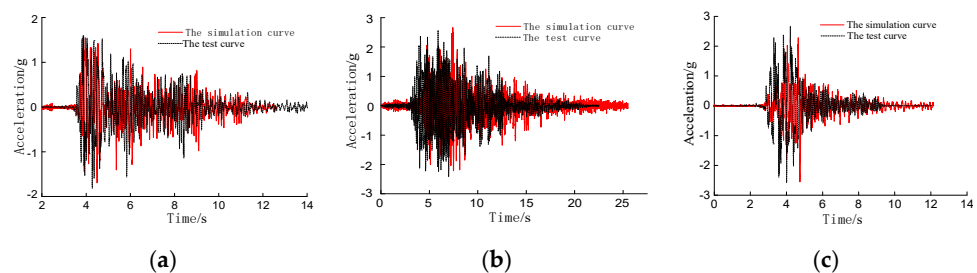 The simulation curve
The test curve
Acceleration/g
2
1
0
-1
-2
2 4 6 8 10 12 14
Time/s
(a)
The simulation curve
The test curve
Acceleration/g
3
2
1
0
-1
-2
-3
0 5 10 15 20 25
Time/s
(b)
The simulation curve
The test curve
Acceleration/g
3
2
1
0
-1
-2
-3
0 2 4 6 8 10 12 14
Time/s
(c)